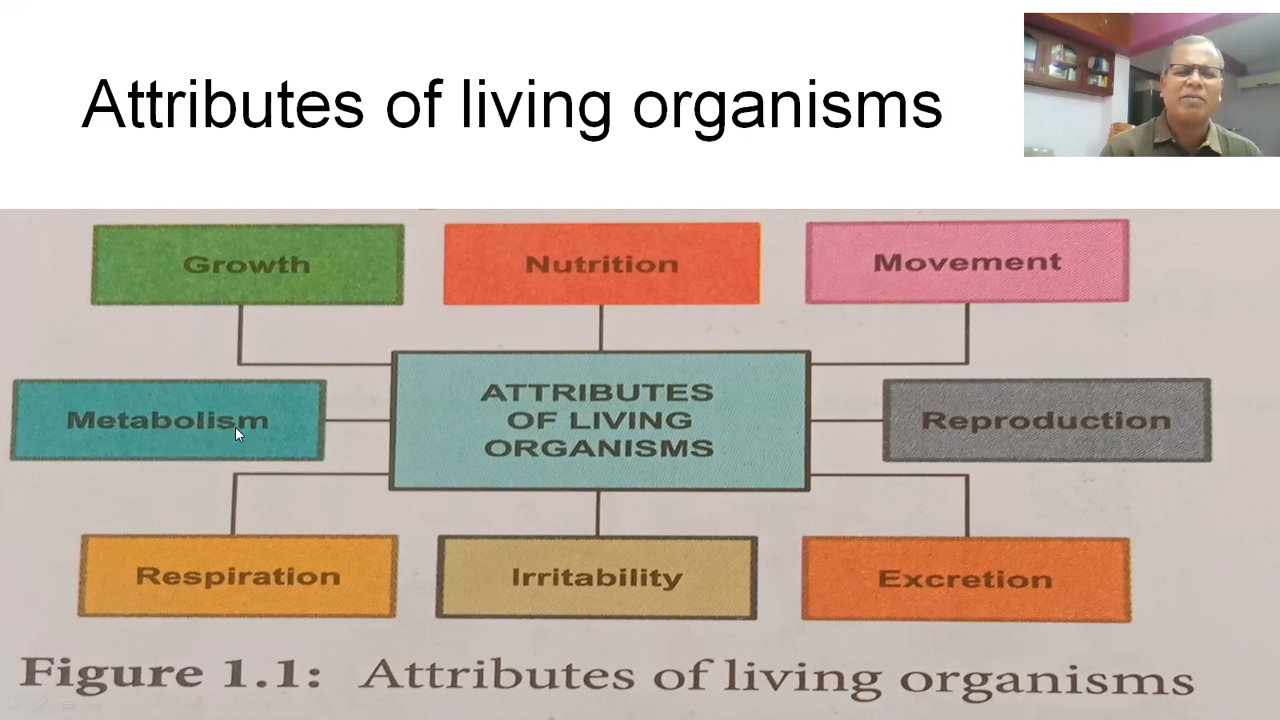 Attributes of living organisms
Growth
Nutrition
Movement
Metabolism
ATTRIBUTES
OF LIVING
ORGANISMS
Reproduction
Respiration
Irritability
Excretion
Figure 1.1: Attributes of living organisms